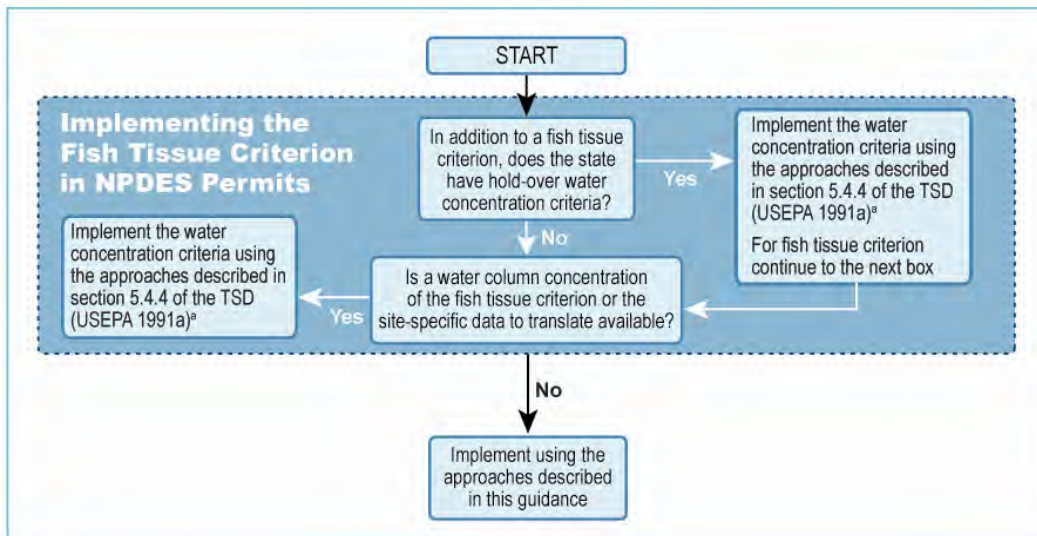 START
Implementing the
Fish Tissue Criterion
in NPDES Permits
In addition to a fish tissue
criterion, does the state
have hold-over water
concentration criteria?
Yes
Implement the water
concentration criteria using
the approaches described
in section 5.4.4 of the TSD
(USEPA 1991a)ᵃ
For fish tissue criterion
continue to the next box
No
Is a water column concentration
of the fish tissue criterion or the
site-specific data to translate available?
Yes
Implement the water
concentration criteria using
the approaches described in
section 5.4.4 of the TSD
(USEPA 1991a)ᵃ
No
Implement using the
approaches described
in this guidance